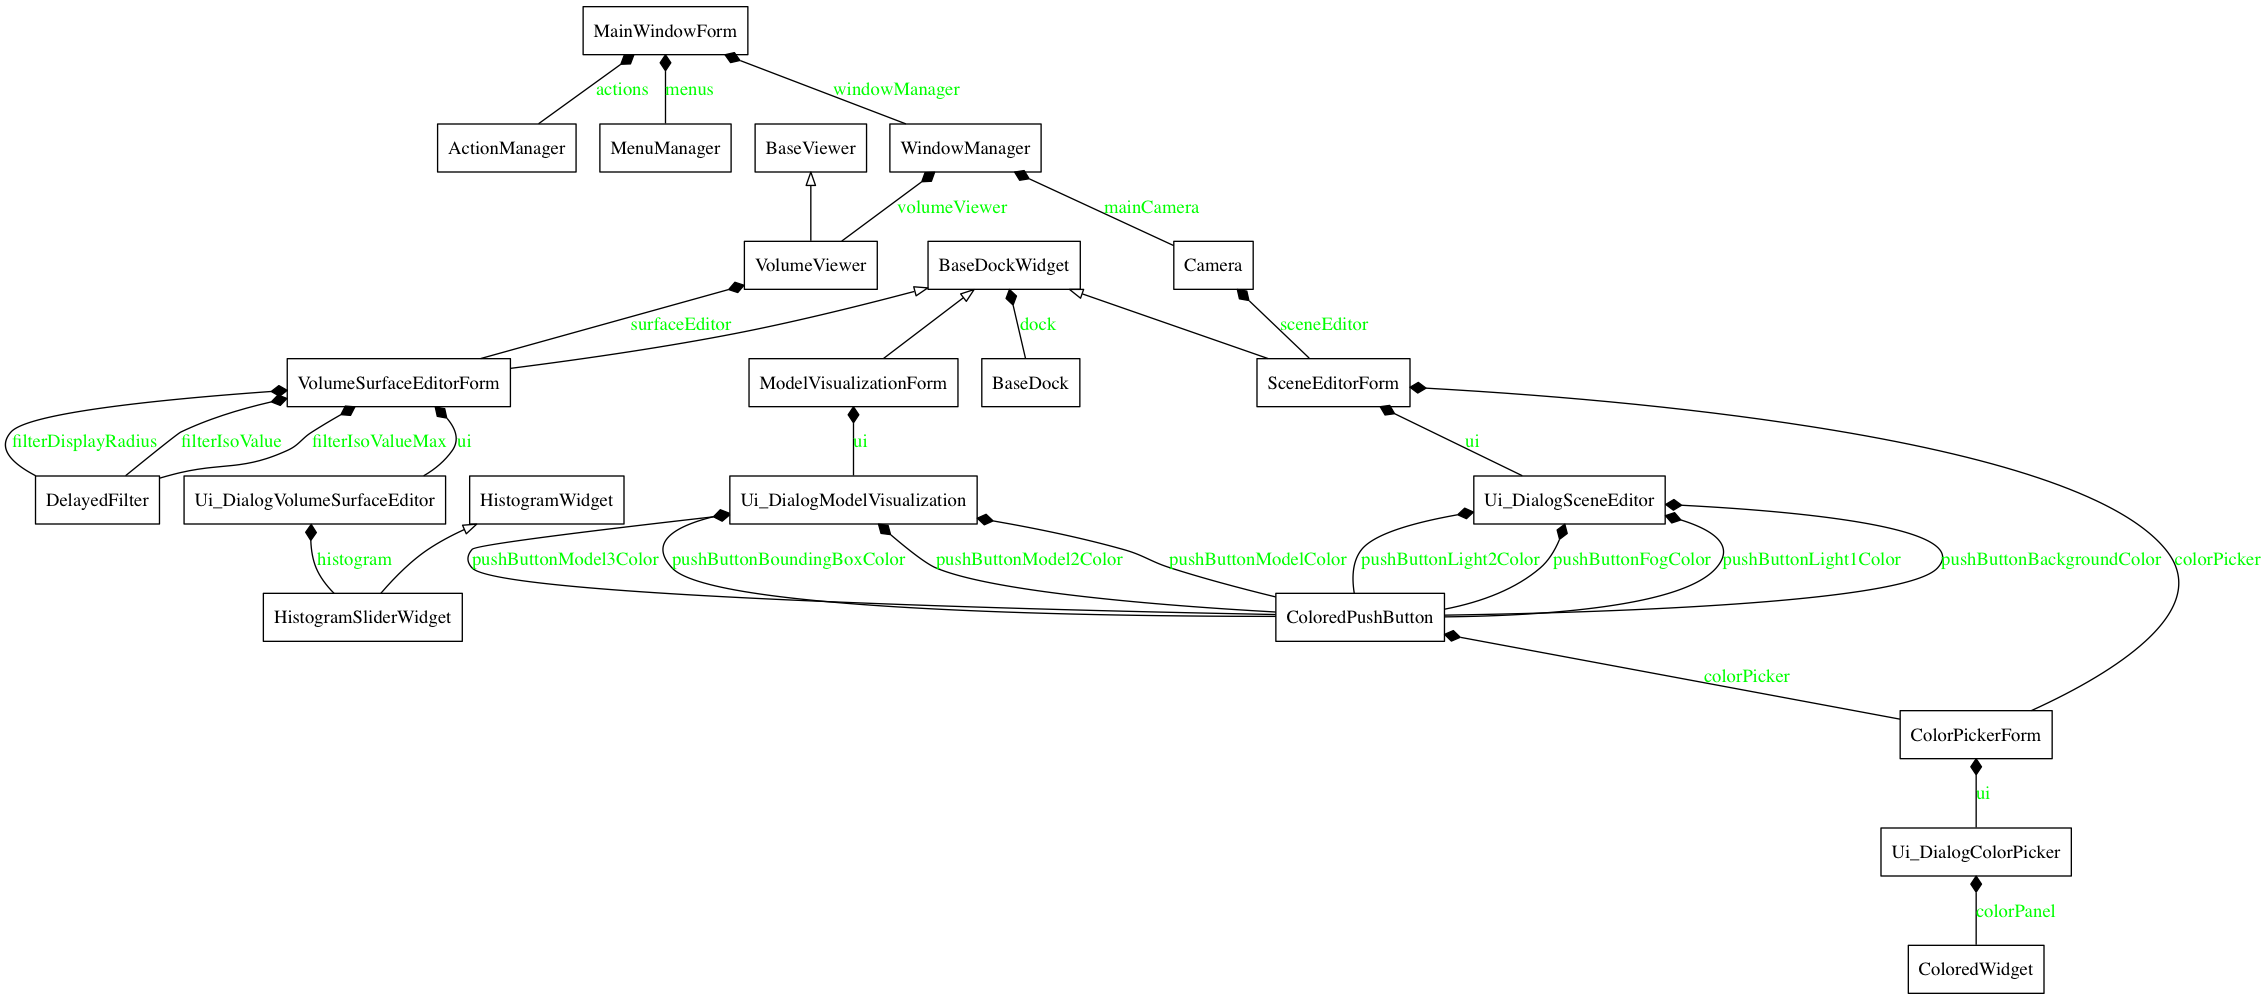 MainWindowForm
actions
menus
windowManager
ActionManager
MenuManager
BaseViewer
WindowManager
volumeViewer
mainCamera
VolumeViewer
BaseDockWidget
Camera
surfaceEditor
dock
sceneEditor
VolumeSurfaceEditorForm
ModelVisualizationForm
BaseDock
SceneEditorForm
filterDisplayRadius
filterIsoValue
filterIsoValueMax
ui
ui
ui
DelayedFilter
Ui_DialogVolumeSurfaceEditor
HistogramWidget
Ui_DialogModelVisualization
Ui_DialogSceneEditor
histogram
pushButtonModel3Color
pushButtonBoundingBoxColor
pushButtonModel2Color
pushButtonModelColor
pushButtonLight2Color
pushButtonFogColor
pushButtonLight1Color
pushButtonBackgroundColor
colorPicker
HistogramSliderWidget
ColoredPushButton
colorPicker
ColorPickerForm
ui
Ui_DialogColorPicker
colorPanel
ColoredWidget